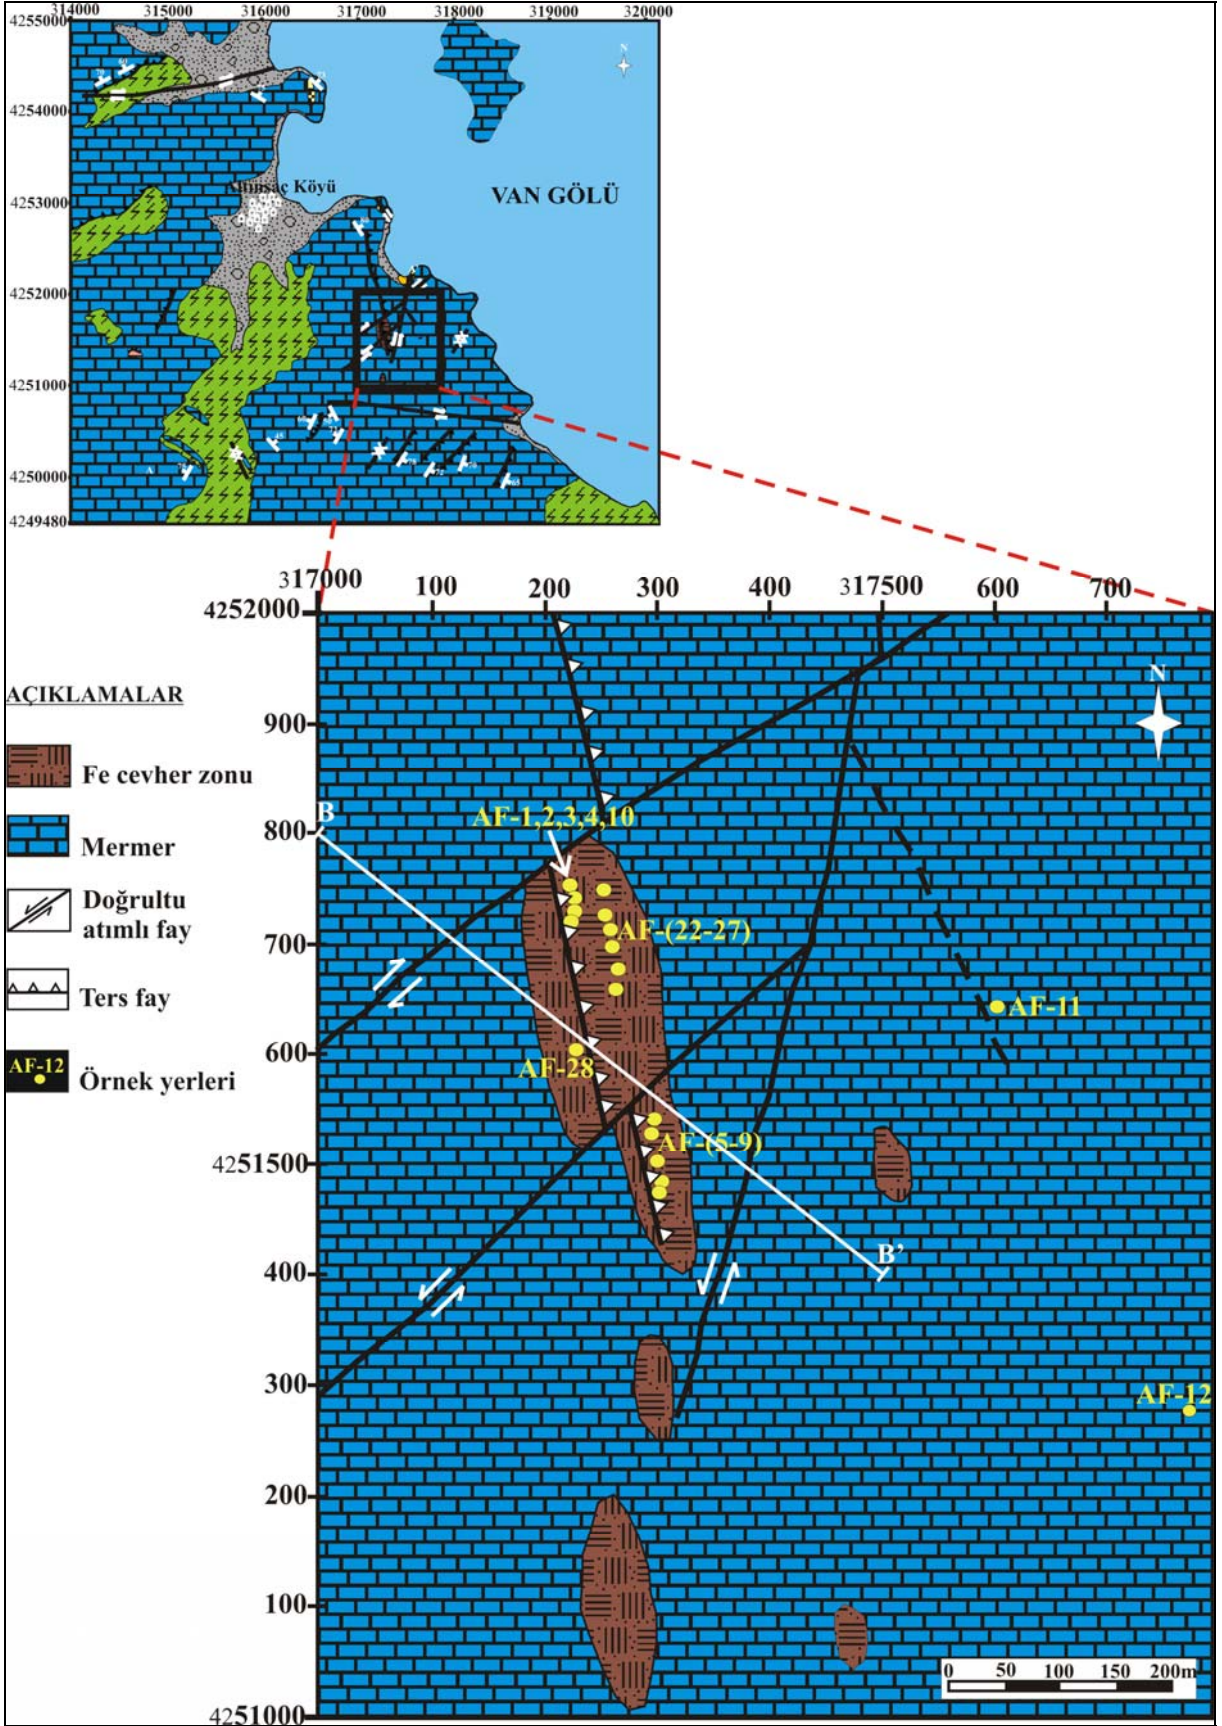 314000 315000 316000 317000 318000 319000 320000
4255000
N
4254000
Altınsaç Köyü
VAN GÖLÜ
4253000
4252000
4251000
4250000
4249480
A
317000 100 200 300 400 317500 600 700
4252000
AÇIKLAMALAR
N
900
Fe cevher zonu
B
AF-1,2,3,4,10
800
Mermer
Doğrultu
atımlı fay
AF-(22-27)
700
Ters fay
AF-11
600
AF-28
AF-12
Örnek yerleri
AF-(5-9)
4251500
B’
400
300
AF-12
200
100
0 50 100 150 200m
4251000